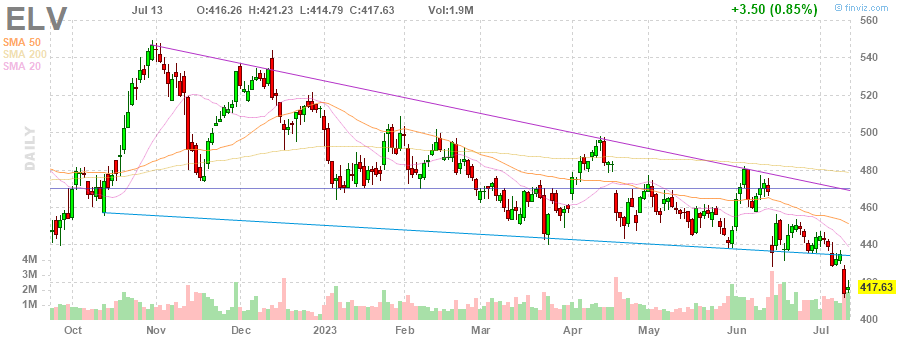 ELV
Jul 13 O:416.26 H:421.23 L:414.79 C:417.63 Vol:1.9M +3.50 (0.85%)
© finviz.com
SMA 50
SMA 200
SMA 20
DAILY
560
540
520
500
480
460
440
420
417.63
400
4M
3M
2M
1M
Oct Nov Dec 2023 Feb Mar Apr May Jun Jul